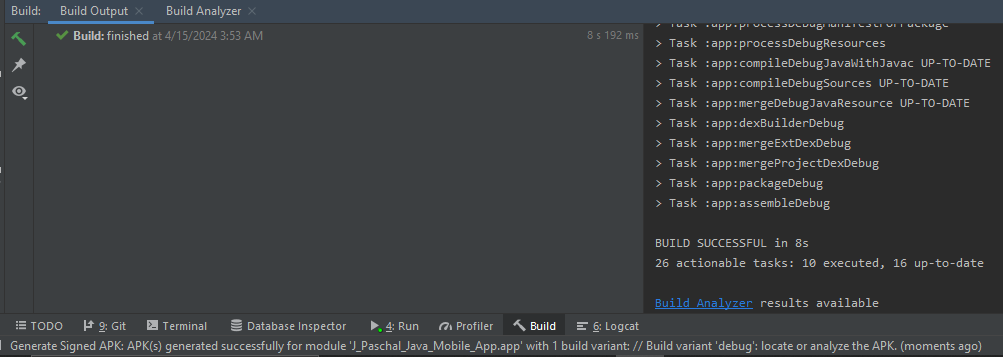 Build: Build Output × Build Analyzer ×
Build: finished at 4/15/2024 3:53 AM 8 s 192 ms
> Task :app:processDebugManifestForPackage
> Task :app:processDebugResources
> Task :app:compileDebugJavaWithJavac UP-TO-DATE
> Task :app:compileDebugSources UP-TO-DATE
> Task :app:mergeDebugJavaResource UP-TO-DATE
> Task :app:dexBuilderDebug
> Task :app:mergeExtDexDebug
> Task :app:mergeProjectDexDebug
> Task :app:packageDebug
> Task :app:assembleDebug
BUILD SUCCESSFUL in 8s
26 actionable tasks: 10 executed, 16 up-to-date
Build Analyzer results available
TODO 9: Git Terminal Database Inspector 4: Run Profiler Build 6: Logcat
Generate Signed APK: APK(s) generated successfully for module 'J_Paschal_Java_Mobile_App.app' with 1 build variant: // Build variant 'debug': locate or analyze the APK. (moments ago)